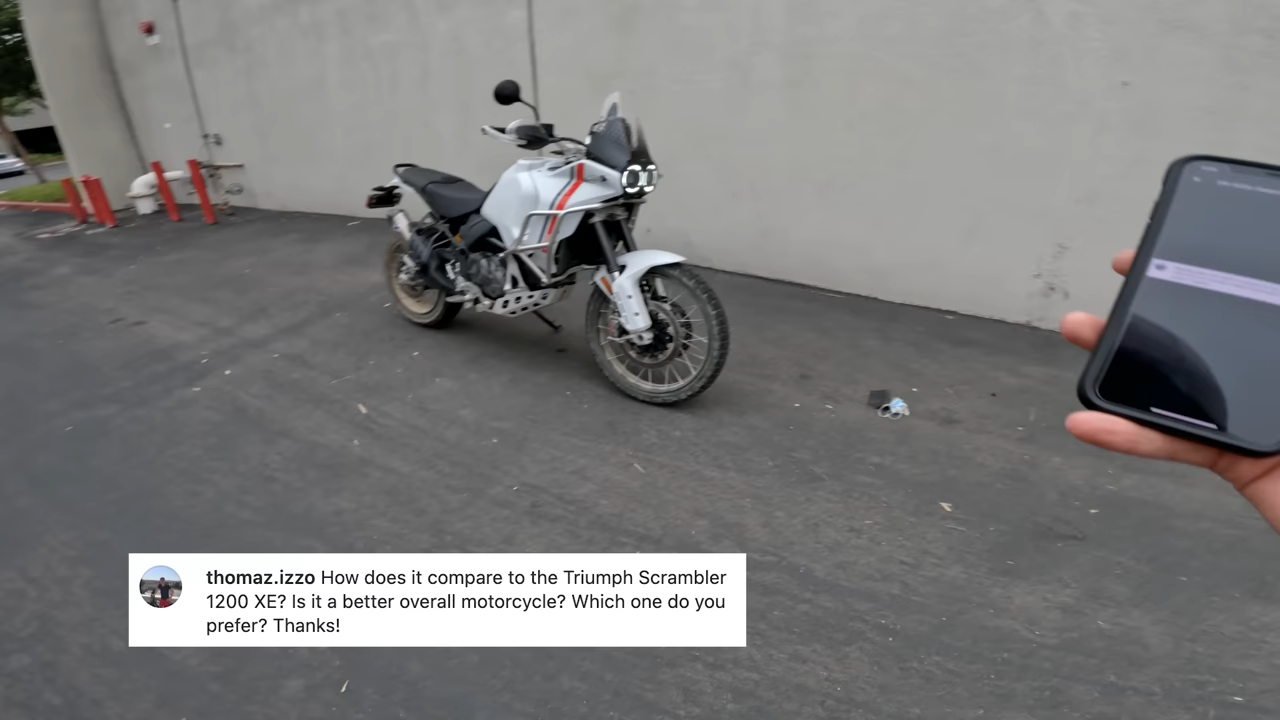 thomaz.izzo How does it compare to the Triumph Scrambler
1200 XE? Is it a better overall motorcycle? Which one do you
prefer? Thanks!